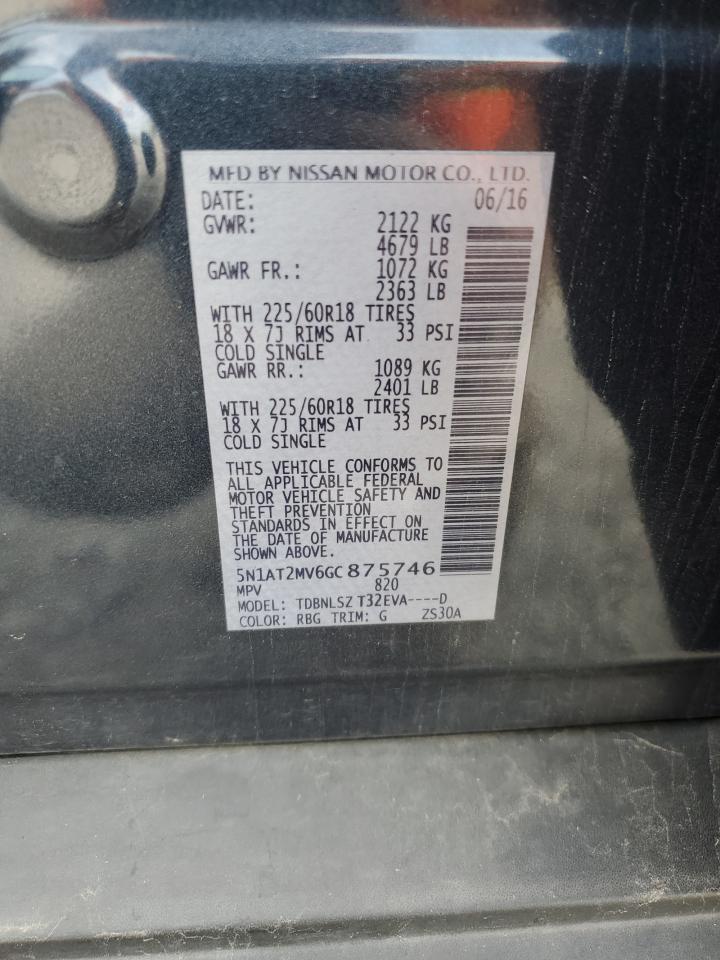 MFD BY NISSAN MOTOR CO., LTD.
DATE: 06/16
GVWR: 2122 KG
4679 LB
GAWR FR.: 1072 KG
2363 LB
WITH 225/60R18 TIRES
18 X 7J RIMS AT 33 PSI
COLD SINGLE
GAWR RR.: 1089 KG
2401 LB
WITH 225/60R18 TIRES
18 X 7J RIMS AT 33 PSI
COLD SINGLE
THIS VEHICLE CONFORMS TO
ALL APPLICABLE FEDERAL
MOTOR VEHICLE SAFETY AND
THEFT PREVENTION
STANDARDS IN EFFECT ON
THE DATE OF MANUFACTURE
SHOWN ABOVE.
5N1AT2MV6GC875746
MPV 820
MODEL: TDBNLSZ T32EVA----D
COLOR: RBG TRIM: G ZS30A